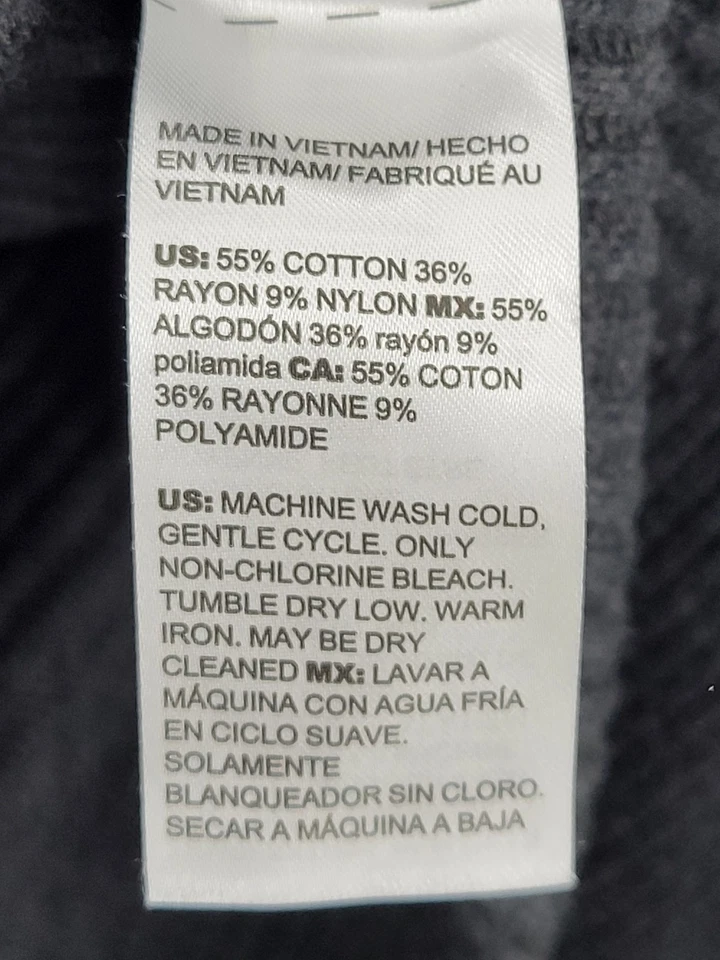 MADE IN VIETNAM/ HECHO
EN VIETNAM/ FABRIQUÉ AU
VIETNAM
US: 55% COTTON 36%
RAYON 9% NYLON MX: 55%
ALGODÓN 36% rayón 9%
poliamida CA: 55% COTON
36% RAYONNE 9%
POLYAMIDE
US: MACHINE WASH COLD,
GENTLE CYCLE. ONLY
NON-CHLORINE BLEACH.
TUMBLE DRY LOW. WARM
IRON. MAY BE DRY
CLEANED MX: LAVAR A
MÁQUINA CON AGUA FRÍA
EN CICLO SUAVE.
SOLAMENTE
BLANQUEADOR SIN CLORO.
SECAR A MÁQUINA A BAJA